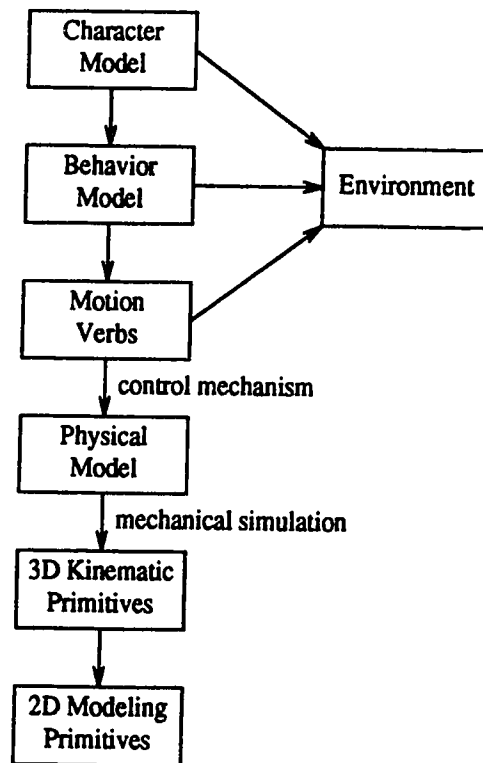 Character
Model
Behavior
Model
Environment
Motion
Verbs
control mechanism
Physical
Model
mechanical simulation
3D Kinematic
Primitives
2D Modeling
Primitives